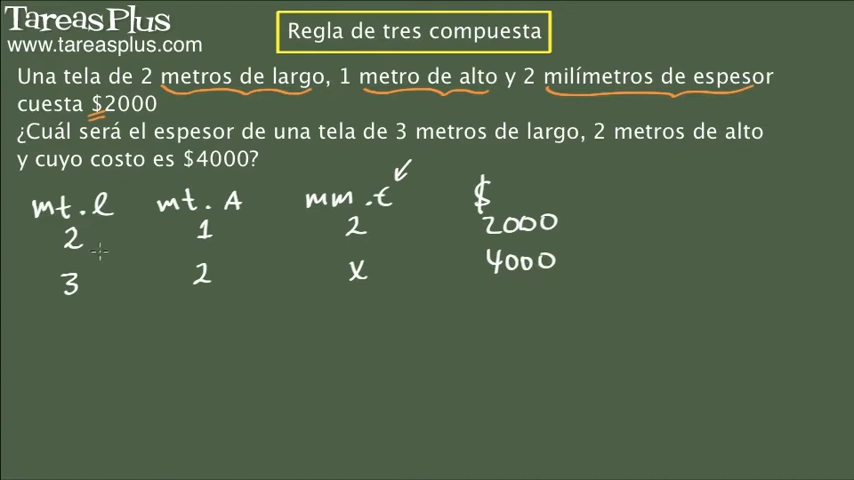 TareasPlus
www.tareasplus.com
Regla de tres compuesta
Una tela de 2 metros de largo, 1 metro de alto y 2 milímetros de espesor
cuesta $2000
¿Cuál será el espesor de una tela de 3 metros de largo, 2 metros de alto
y cuyo costo es $4000?
mt.l mt.A mm.e $
2 1 2 2000
3 2 x 4000